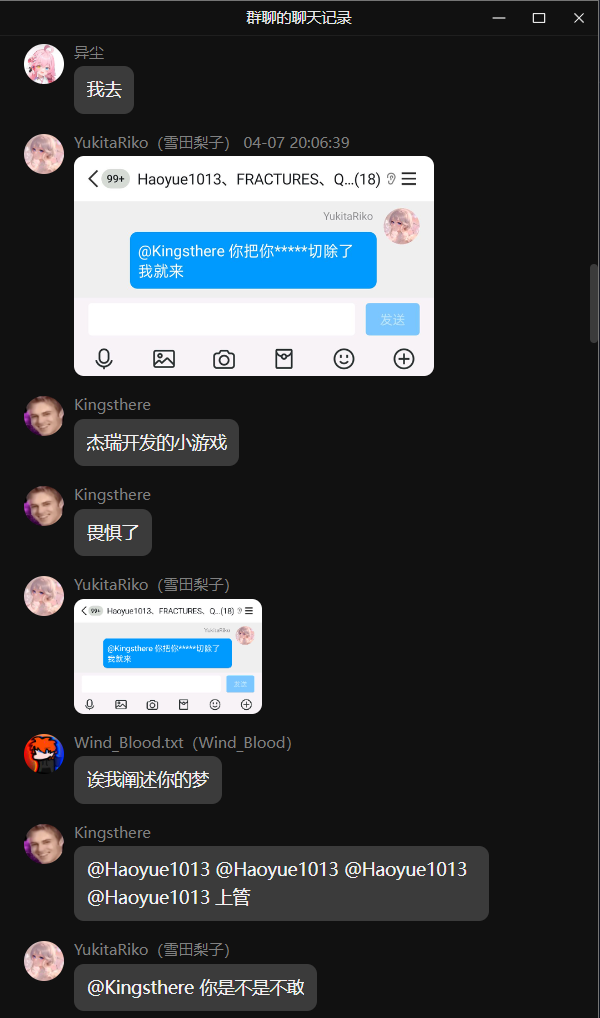 群聊的聊天记录
异尘
我去
YukitaRiko（雪田梨子） 04-07 20:06:39
99+ Haoyue1013、FRACTURES、Q...(18)
YukitaRiko
@Kingsthere 你把你*****切除了
我就来
发送
Kingsthere
杰瑞开发的小游戏
Kingsthere
畏惧了
YukitaRiko（雪田梨子）
99+ Haoyue1013、FRACTURES、Q...(18)
YukitaRiko
@Kingsthere 你把你*****切除了
我就来
发送
Wind_Blood.txt（Wind_Blood）
诶我阐述你的梦
Kingsthere
@Haoyue1013 @Haoyue1013 @Haoyue1013
@Haoyue1013 上管
YukitaRiko（雪田梨子）
@Kingsthere 你是不是不敢